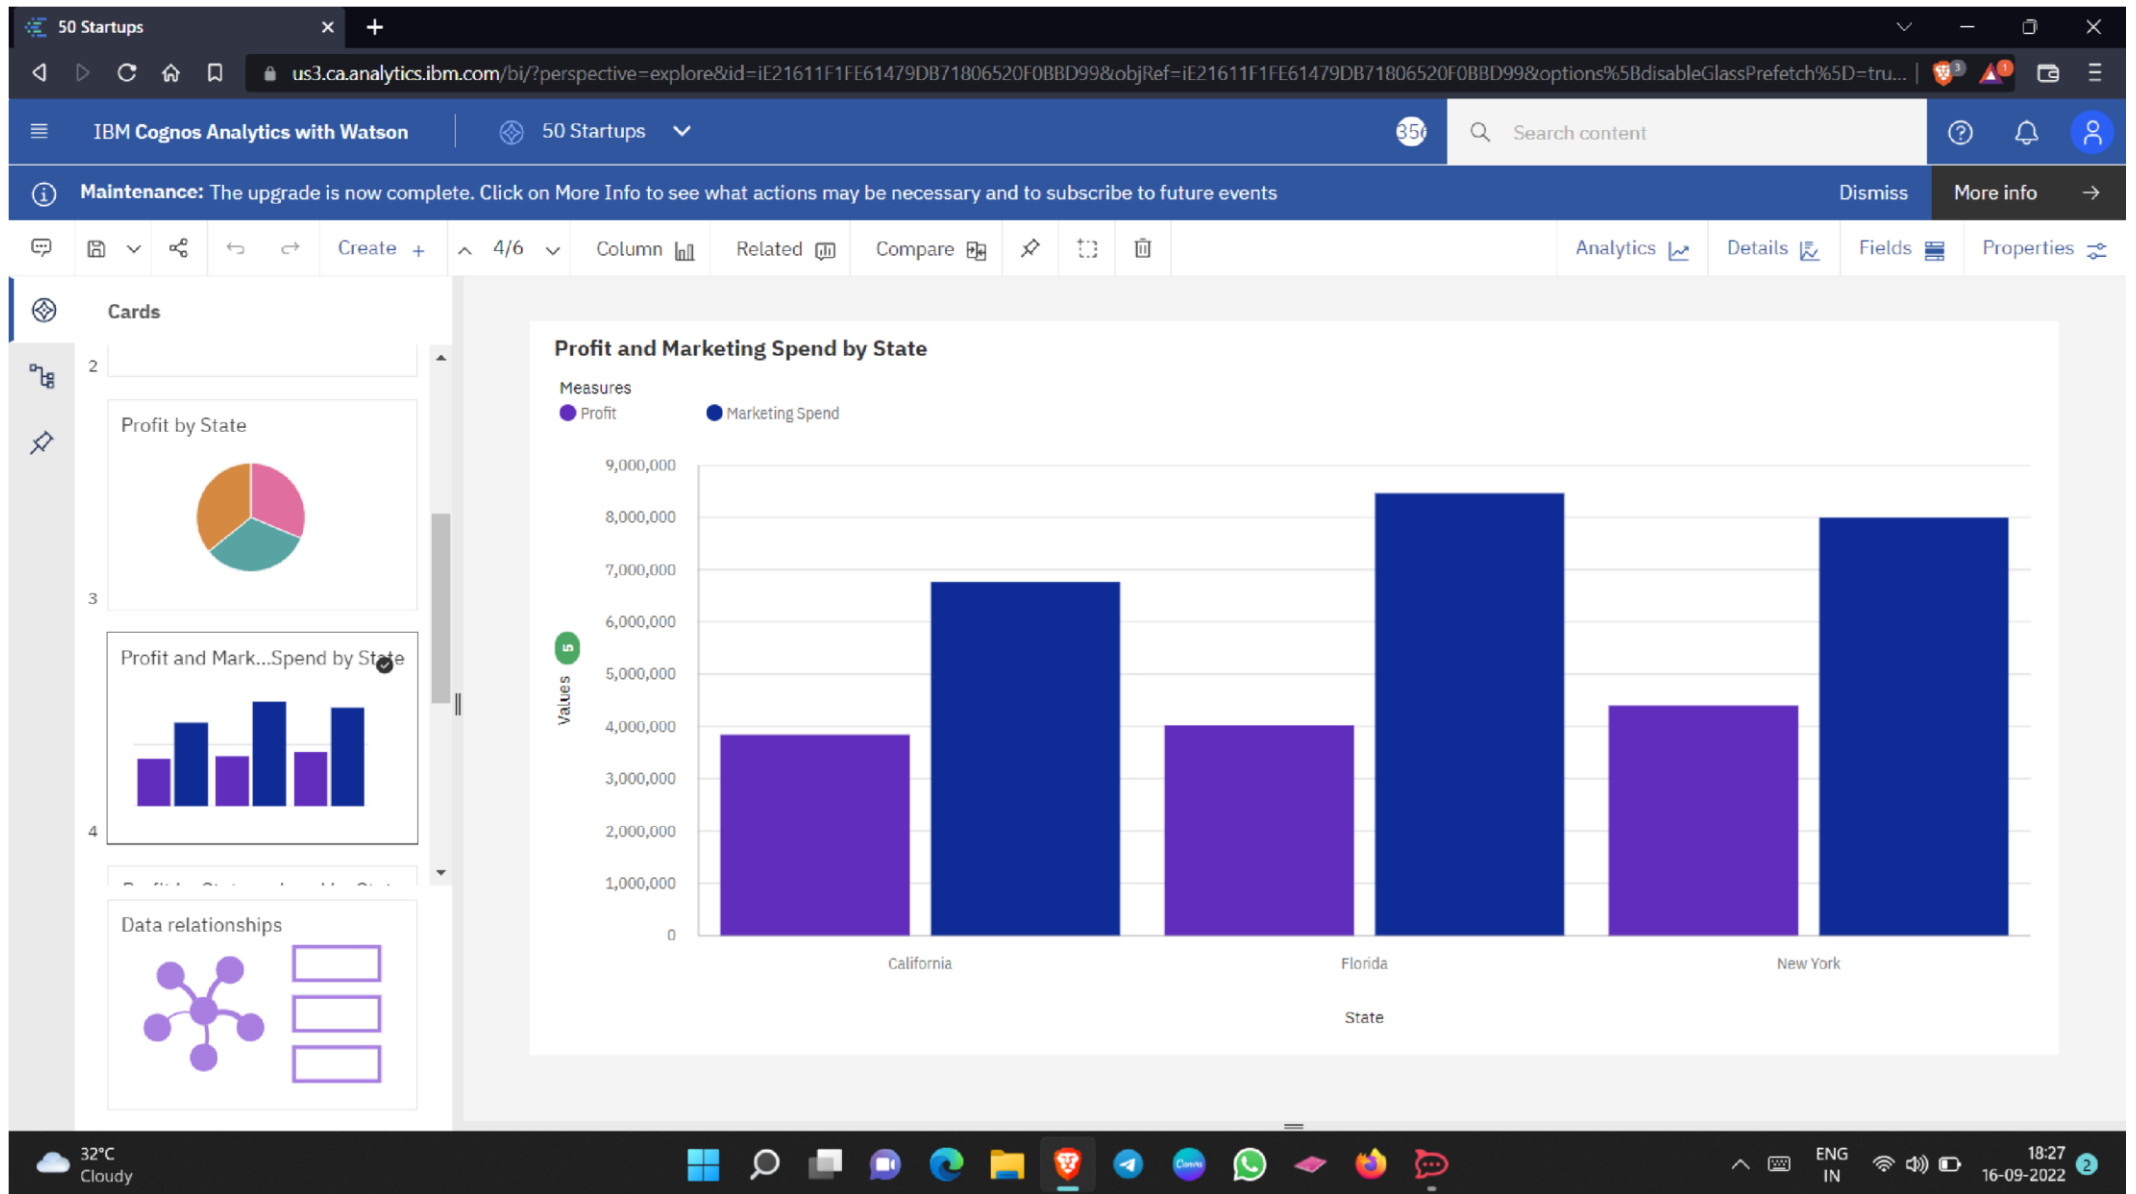 50 Startups
us3.ca.analytics.ibm.com/bi/?perspective=explore&id=iE21611F1FE61479DB71806520F0BBD99&objRef=iE21611F1FE61479DB71806520F0BBD99&options%5BdisableGlassPrefetch%5D=tru...
3
1
IBM Cognos Analytics with Watson
50 Startups
356
Search content
Maintenance: The upgrade is now complete. Click on More Info to see what actions may be necessary and to subscribe to future events
Dismiss
More info
Create
4/6
Column
Related
Compare
Analytics
Details
Fields
Properties
Cards
2
Profit by State
3
Profit and Mark...Spend by State
4
Data relationships
Profit and Marketing Spend by State
Measures
Profit
Marketing Spend
9,000,000
8,000,000
7,000,000
6,000,000
5,000,000
4,000,000
3,000,000
2,000,000
1,000,000
0
5
Values
California
Florida
New York
State
32°C
Cloudy
Canva
ENG
IN
18:27
16-09-2022
2